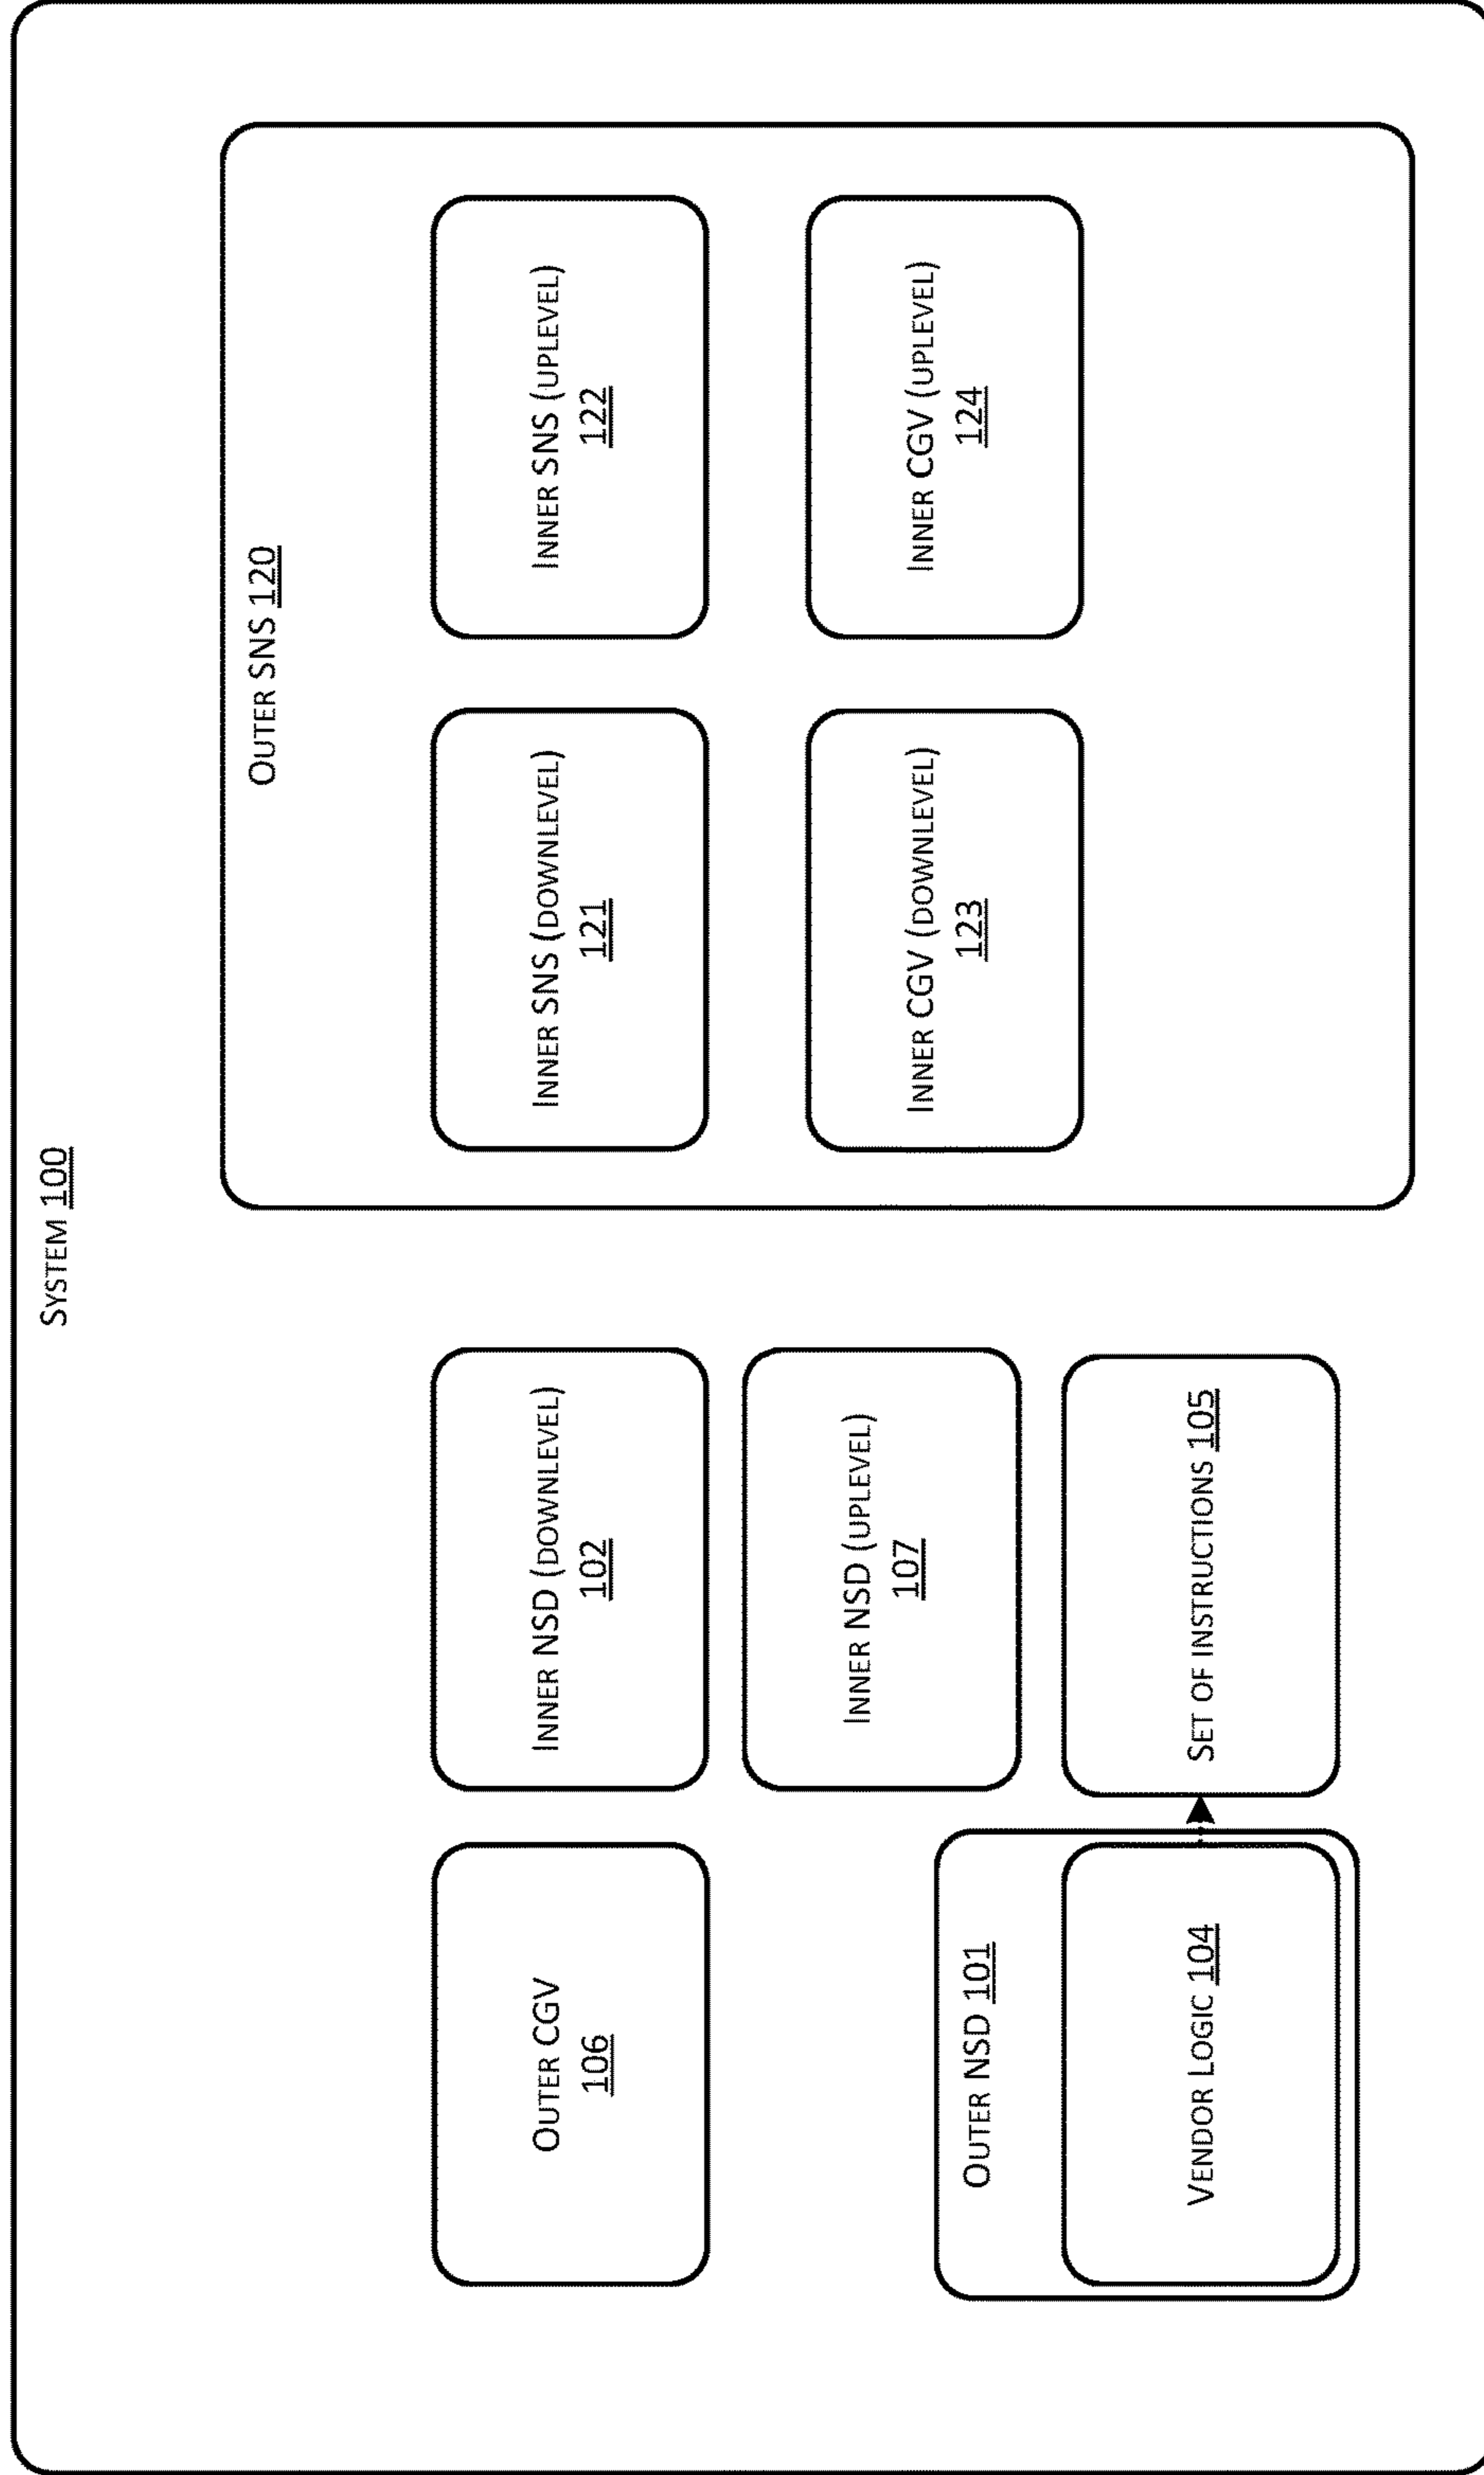 SYSTEM 100
OUTER CGV
106
INNER NSD (DOWNLEVEL)
102
INNER NSD (UPLEVEL)
107
OUTER NSD 101
VENDOR LOGIC 104
SET OF INSTRUCTIONS 105
OUTER SNS 120
INNER SNS (DOWNLEVEL)
121
INNER SNS (UPLEVEL)
122
INNER CGV (DOWNLEVEL)
123
INNER CGV (UPLEVEL)
124